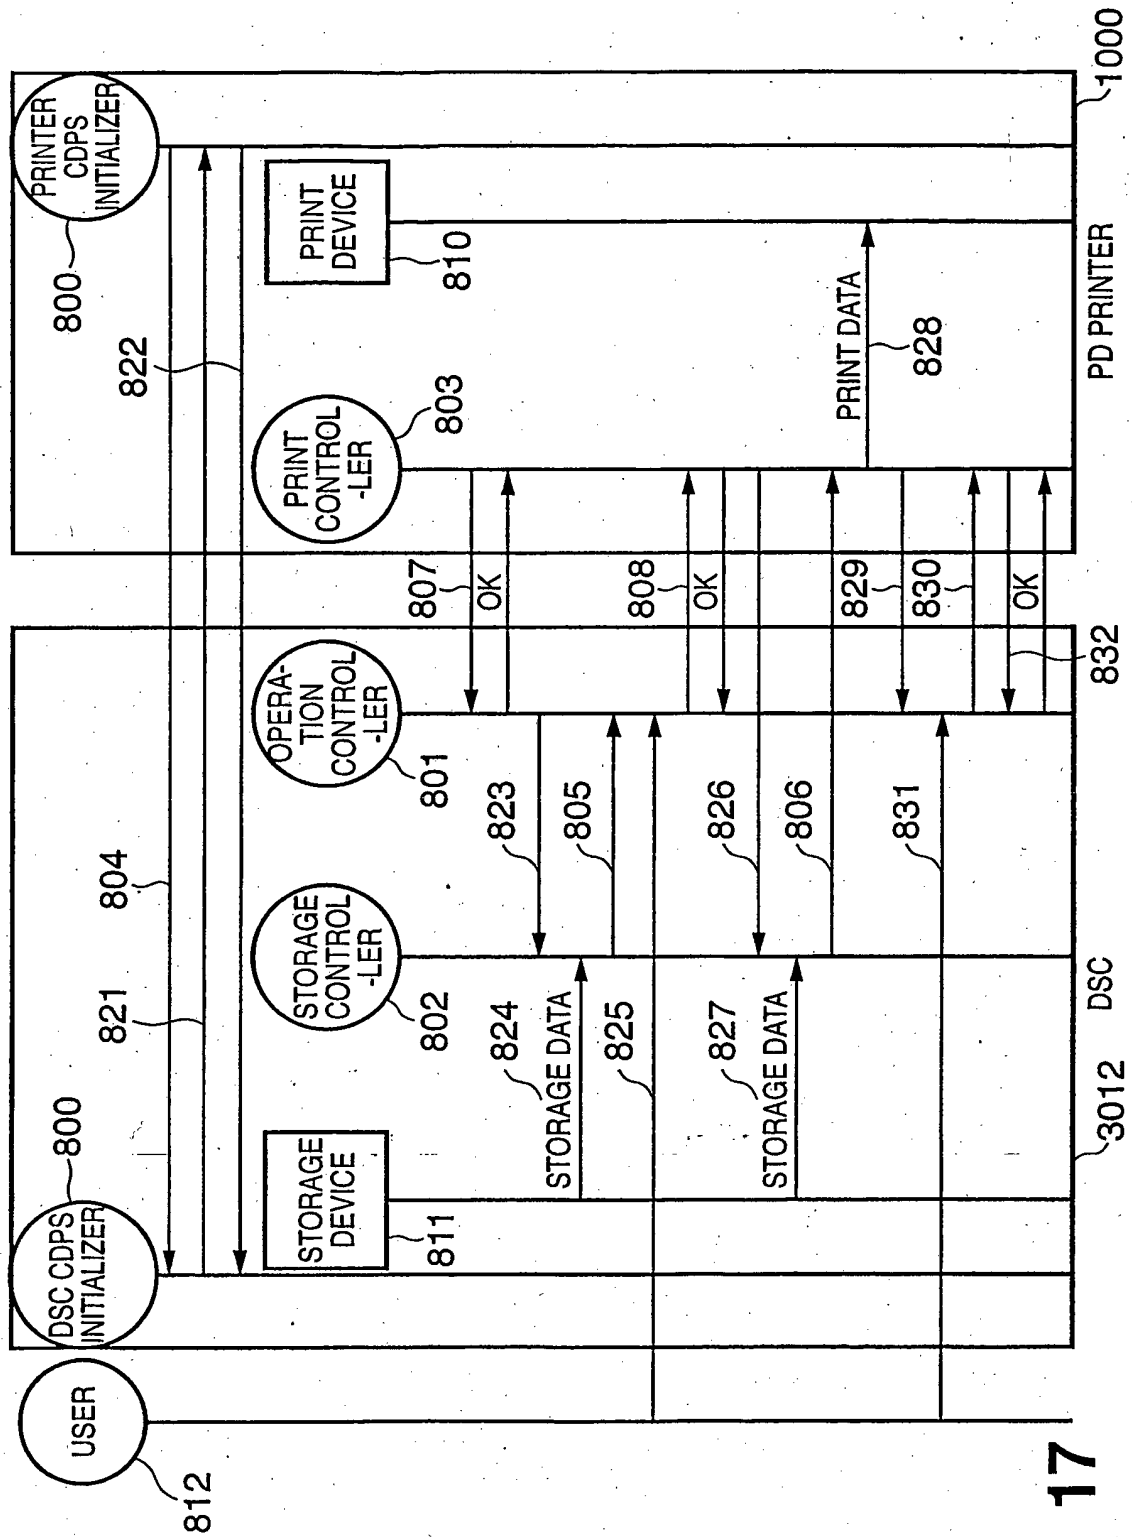 USER
812
DSC CDPS
INITIALIZER
800
804
821
822
PRINTER
CDPS
INITIALIZER
800
STORAGE
DEVICE
811
STORAGE
CONTROL
-LER
802
OPERA-
TION
CONTROL
-LER
801
PRINT
CONTROL
-LER
803
PRINT
DEVICE
810
807
OK
823
824
STORAGE DATA
805
825
808
OK
826
827
STORAGE DATA
806
PRINT DATA
828
829
831
830
832
OK
3012
DSC
PD PRINTER
1000
17